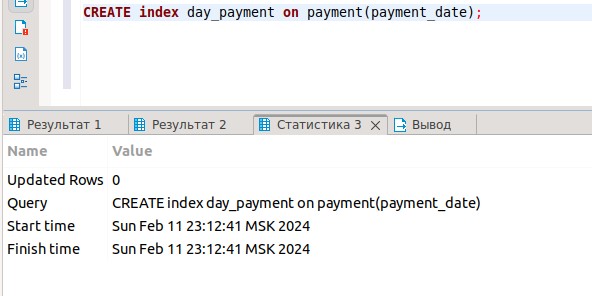 CREATE index day_payment on payment(payment_date);
Результат 1
Результат 2
Статистика 3
Вывод
Name Value
Updated Rows 0
Query CREATE index day_payment on payment(payment_date)
Start time Sun Feb 11 23:12:41 MSK 2024
Finish time Sun Feb 11 23:12:41 MSK 2024